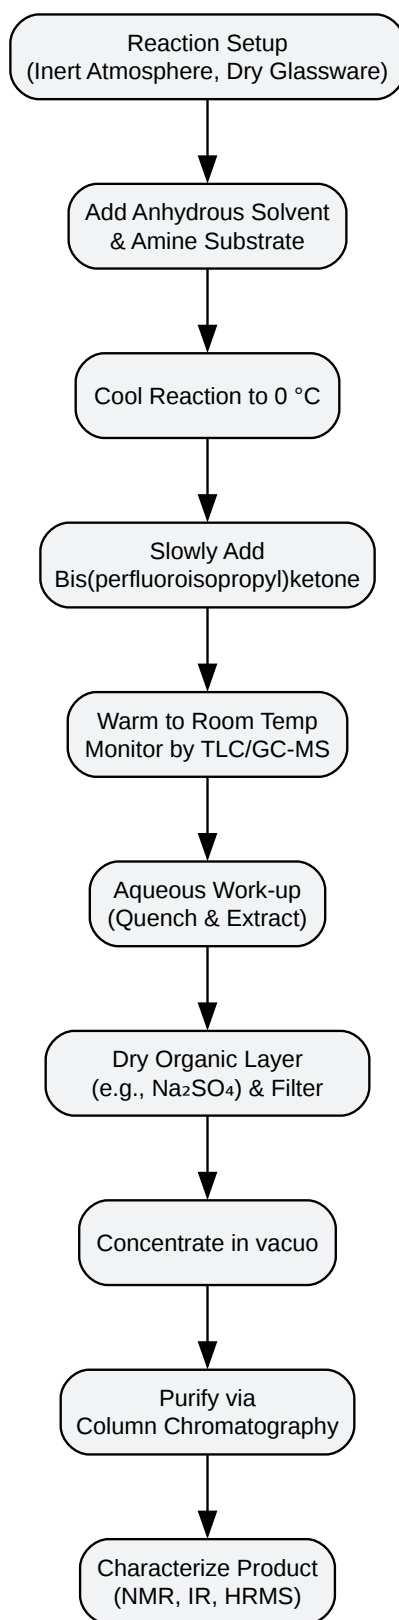 Reaction Setup
(Inert Atmosphere, Dry Glassware)
Add Anhydrous Solvent
& Amine Substrate
Cool Reaction to 0 °C
Slowly Add
Bis(perfluoroisopropyl)ketone
Warm to Room Temp
Monitor by TLC/GC-MS
Aqueous Work-up
(Quench & Extract)
Dry Organic Layer
(e.g., Na₂SO₄) & Filter
Concentrate in vacuo
Purify via
Column Chromatography
Characterize Product
(NMR, IR, HRMS)